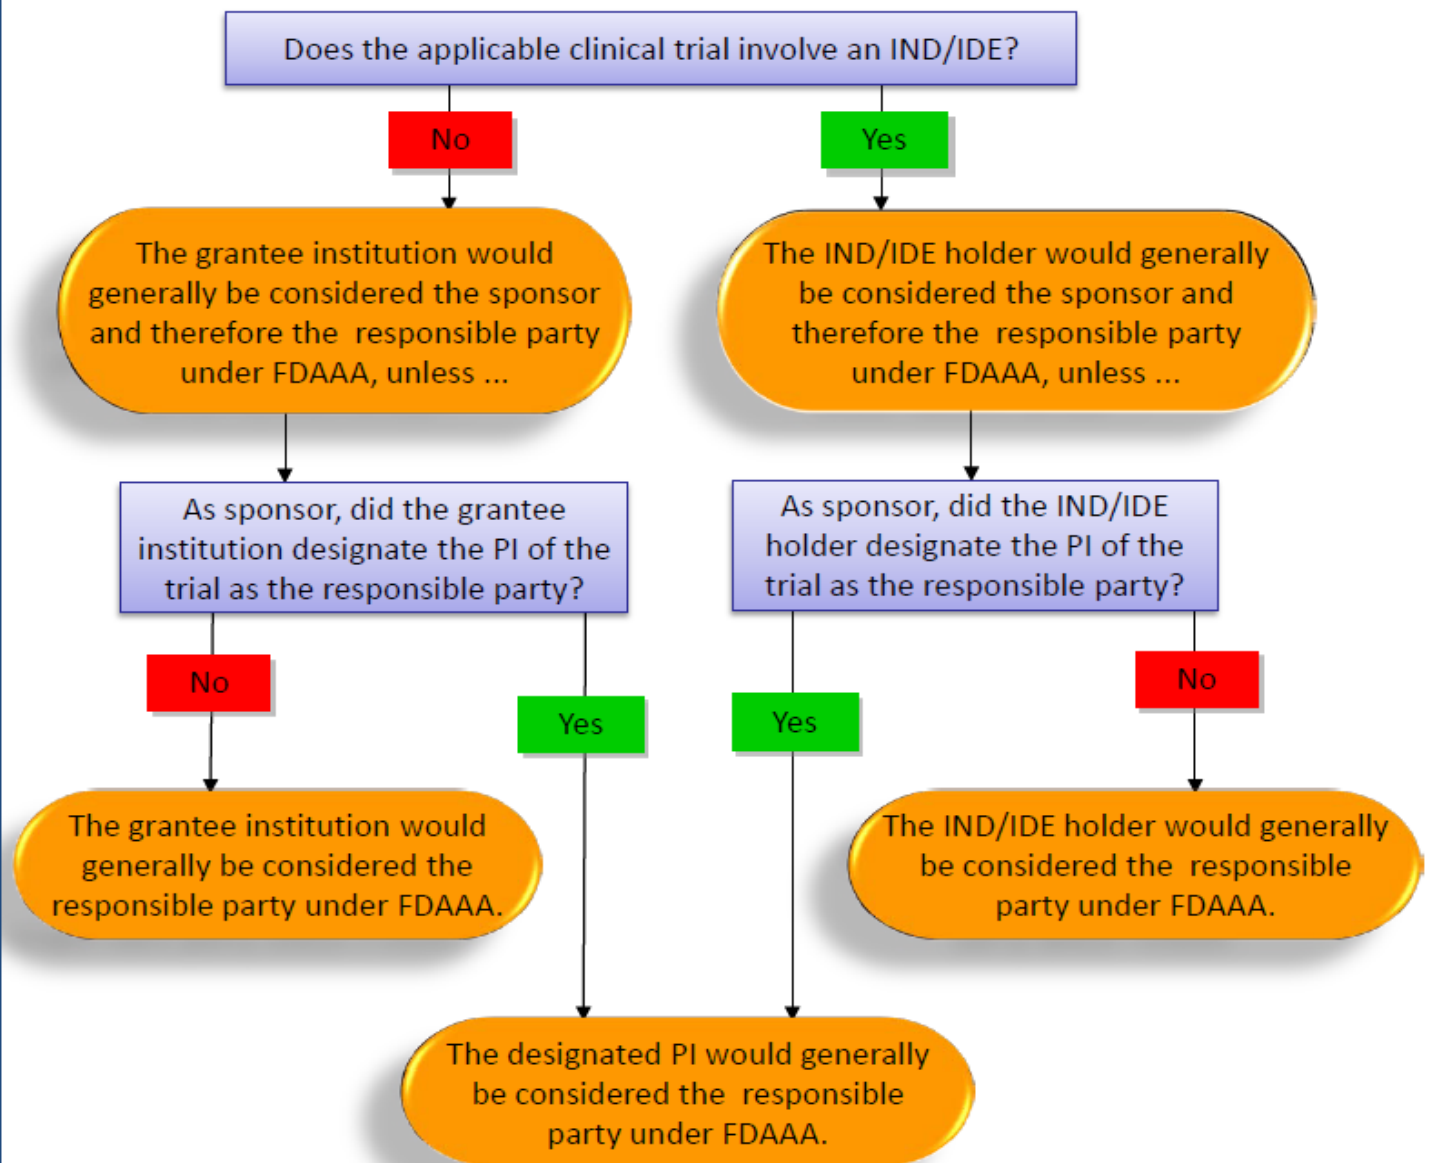 Does the applicable clinical trial involve an IND/IDE?
No
Yes
The grantee institution would
generally be considered the sponsor
and therefore the responsible party
under FDAAA, unless ...
The IND/IDE holder would generally
be considered the sponsor and
therefore the responsible party
under FDAAA, unless ...
As sponsor, did the grantee
institution designate the PI of the
trial as the responsible party?
As sponsor, did the IND/IDE
holder designate the PI of the
trial as the responsible party?
No
Yes
Yes
No
The grantee institution would
generally be considered the
responsible party under FDAAA.
The IND/IDE holder would generally
be considered the responsible
party under FDAAA.
The designated PI would generally
be considered the responsible
party under FDAAA.